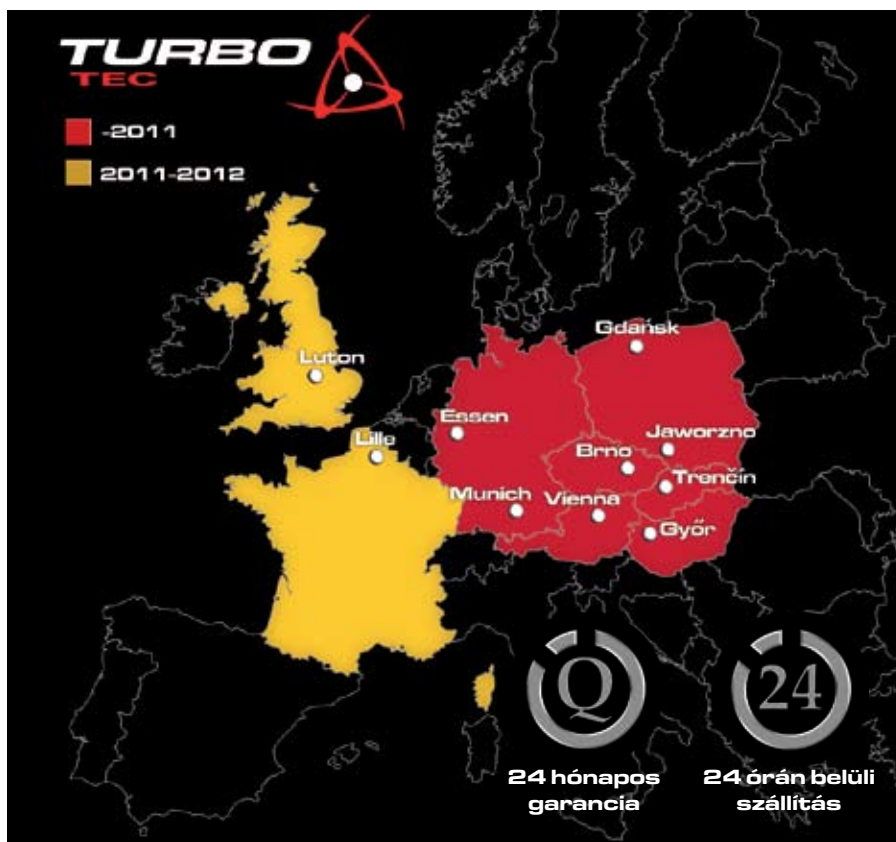 TURBO
TEC
-2011
2011-2012
Gdańsk
Luton
Essen
Lille
Jaworzno
Brno
Trenčín
Munich
Vienna
Győr
Q
24
24 hónapos
garancia
24 órán belüli
szállítás